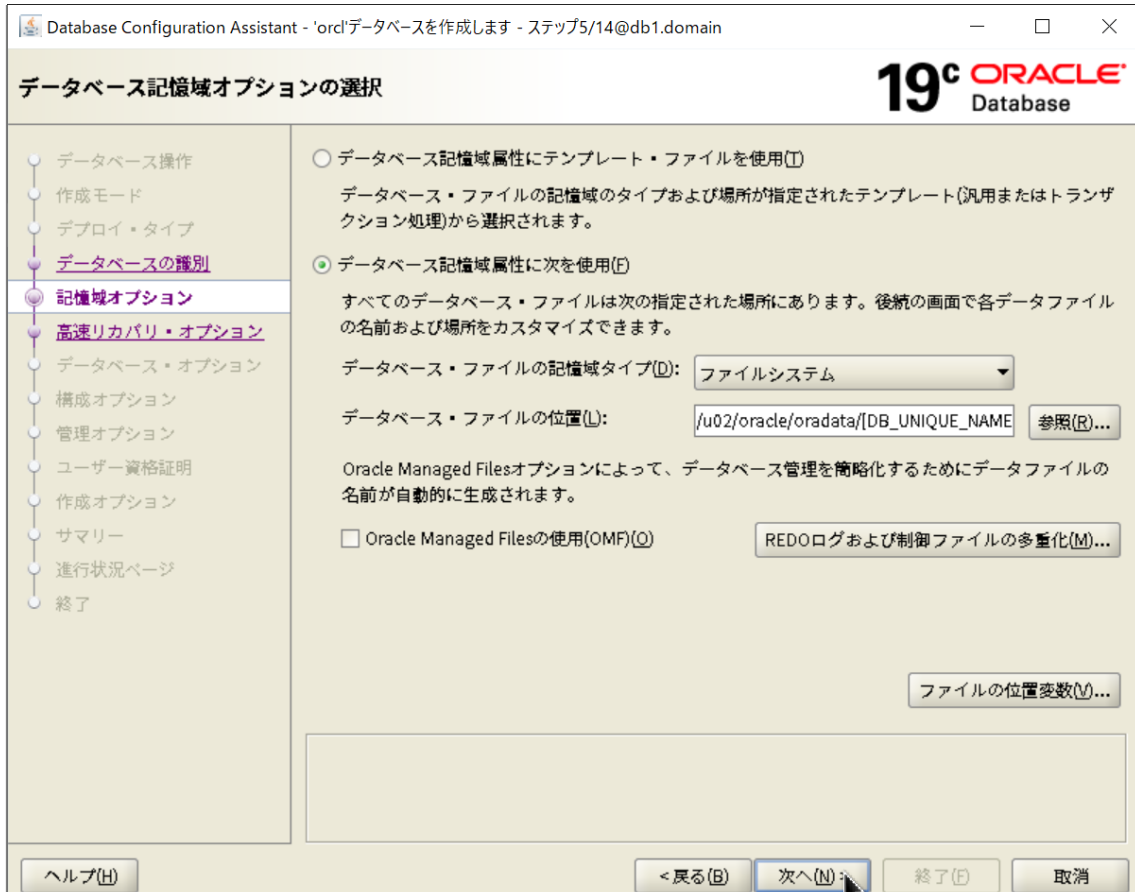 Database Configuration Assistant - 'orcl'データベースを作成します - ステップ5/14@db1.domain
データベース記憶域オプションの選択
19c ORACLE
Database
データベース操作
作成モード
デプロイ・タイプ
データベースの識別
記憶域オプション
高速リカバリ・オプション
データベース・オプション
構成オプション
管理オプション
ユーザー資格証明
作成オプション
サマリー
進行状況ページ
終了
データベース記憶域属性にテンプレート・ファイルを使用(T)
データベース・ファイルの記憶域のタイプおよび場所が指定されたテンプレート(汎用またはトランザ
クション処理)から選択されます。
データベース記憶域属性に次を使用(F)
すべてのデータベース・ファイルは次の指定された場所にあります。後続の画面で各データファイル
の名前および場所をカスタマイズできます。
データベース・ファイルの記憶域タイプ(D): ファイルシステム
データベース・ファイルの位置(L): /u02/oracle/oradata/[DB_UNIQUE_NAME 参照(R)...
Oracle Managed Filesオプションによって、データベース管理を簡略化するためにデータファイルの
名前が自動的に生成されます。
Oracle Managed Filesの使用(OMF)(O) REDOログおよび制御ファイルの多重化(M)...
ファイルの位置変数(V)...
ヘルプ(H) <戻る(B) 次へ(N) 終了(F) 取消